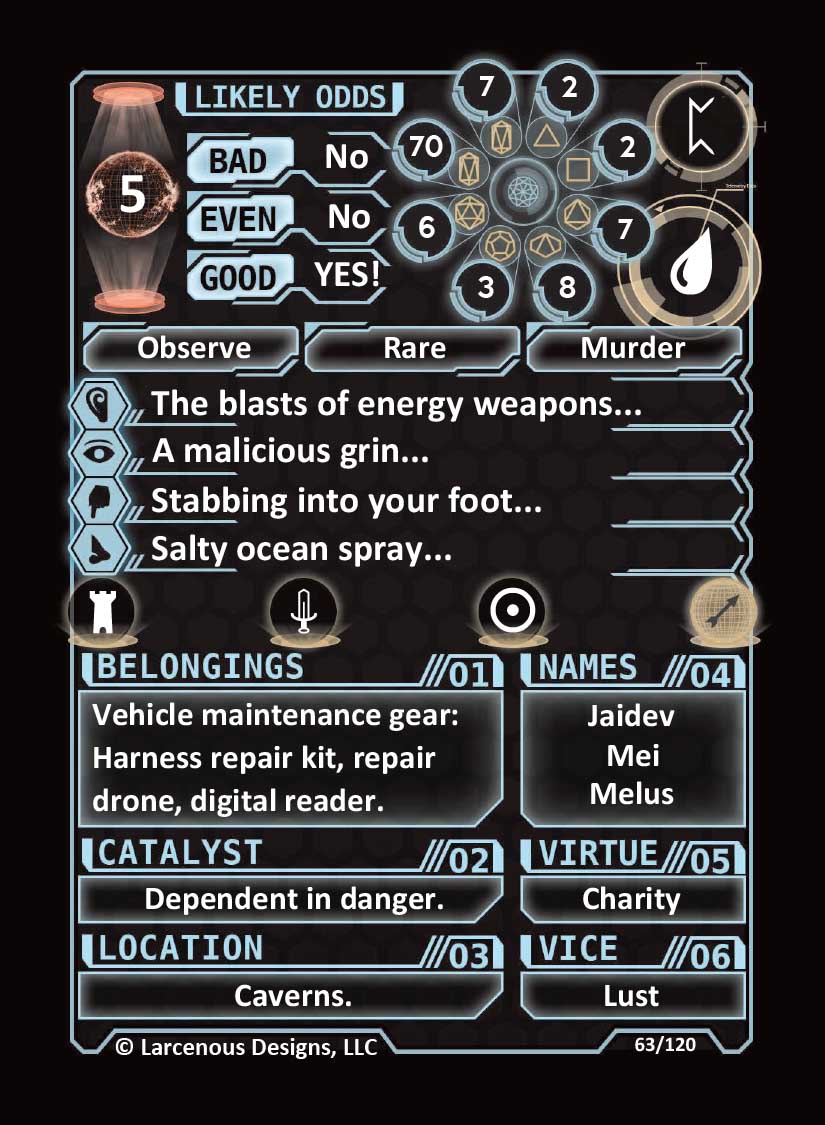 LIKELY ODDS
5
BAD No
EVEN No
GOOD YES!
7
2
70
2
6
7
3
8
Observe Rare Murder
The blasts of energy weapons...
A malicious grin...
Stabbing into your foot...
Salty ocean spray...
BELONGINGS ///01
Vehicle maintenance gear:
Harness repair kit, repair
drone, digital reader.
NAMES ///04
Jaidev
Mei
Melus
CATALYST ///02
Dependent in danger.
VIRTUE ///05
Charity
LOCATION ///03
Caverns.
VICE ///06
Lust
© Larcenous Designs, LLC
63/120